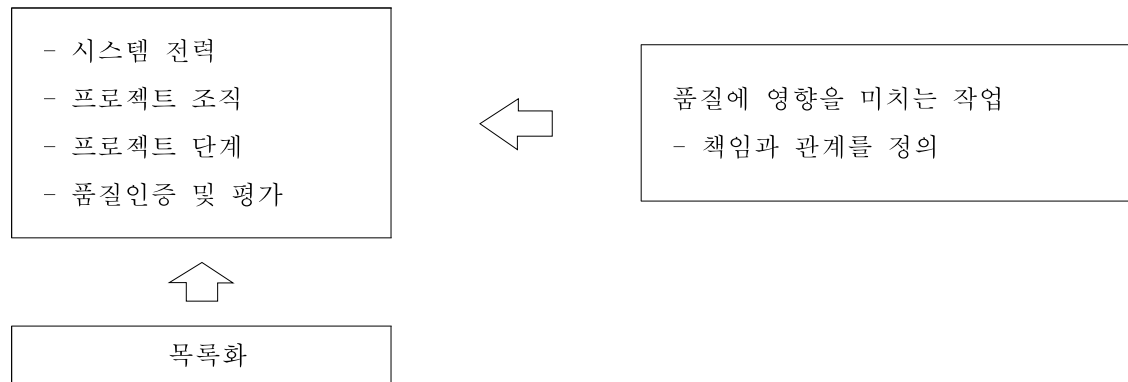 - 시스템 전력
- 프로젝트 조직
- 프로젝트 단계
- 품질인증 및 평가
품질에 영향을 미치는 작업
- 책임과 관계를 정의
목록화